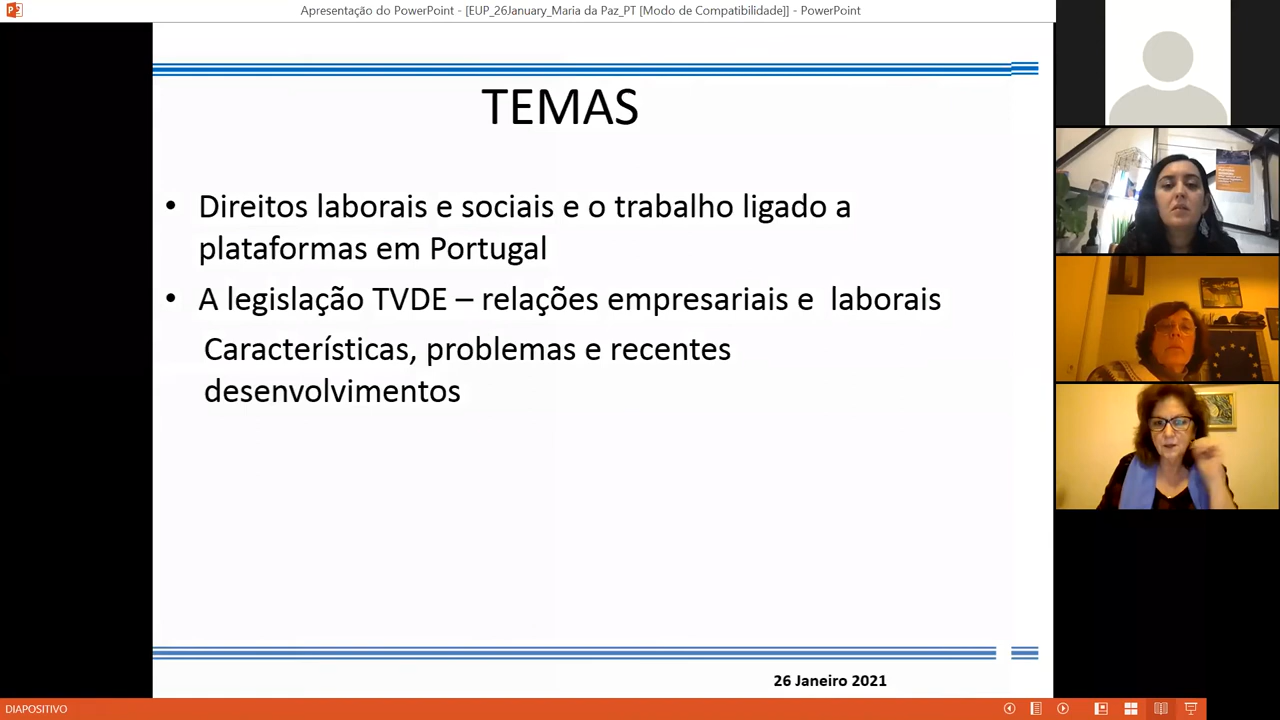 Apresentação do PowerPoint - [EUP_26January_Maria da Paz_PT [Modo de Compatibilidade]] - PowerPoint
TEMAS
• Direitos laborais e sociais e o trabalho ligado a
plataformas em Portugal
• A legislação TVDE – relações empresariais e  laborais
Características, problemas e recentes
desenvolvimentos
26 Janeiro 2021
DIAPOSITIVO